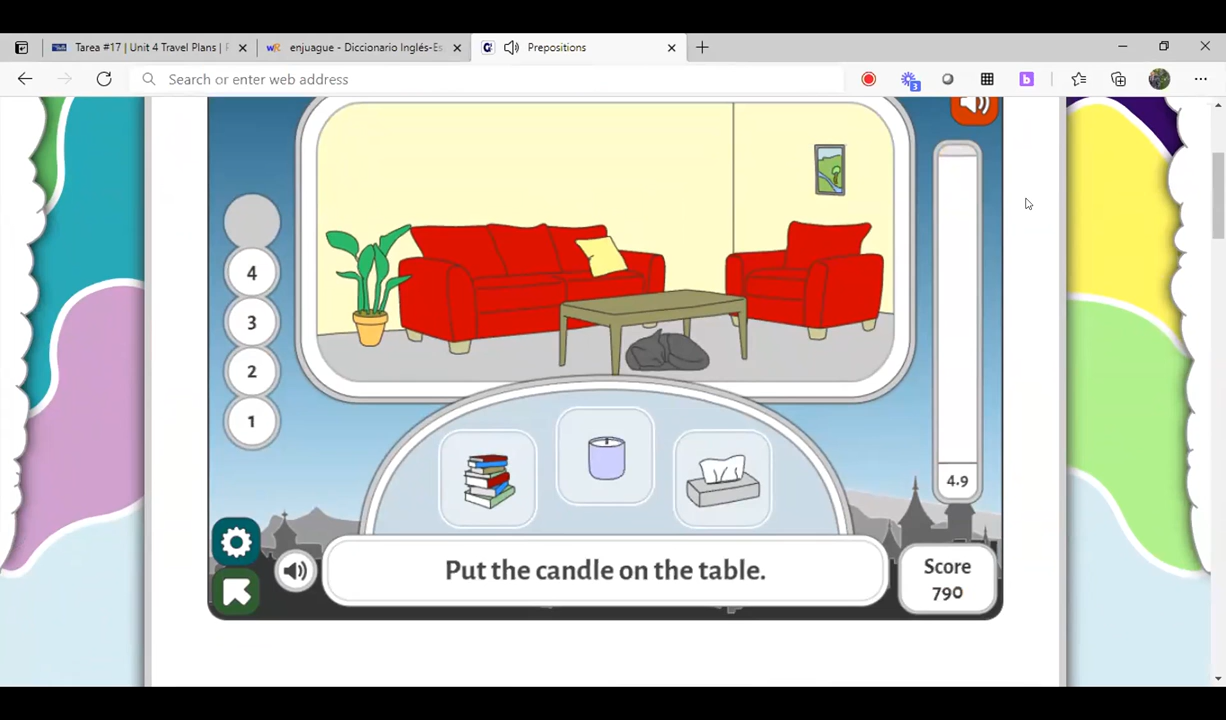 Tarea #17 | Unit 4 Travel Plans |
enjuague - Diccionario Inglés-Es
Prepositions
Search or enter web address
3
b
4
3
2
1
4.9
Put the candle on the table.
Score
790